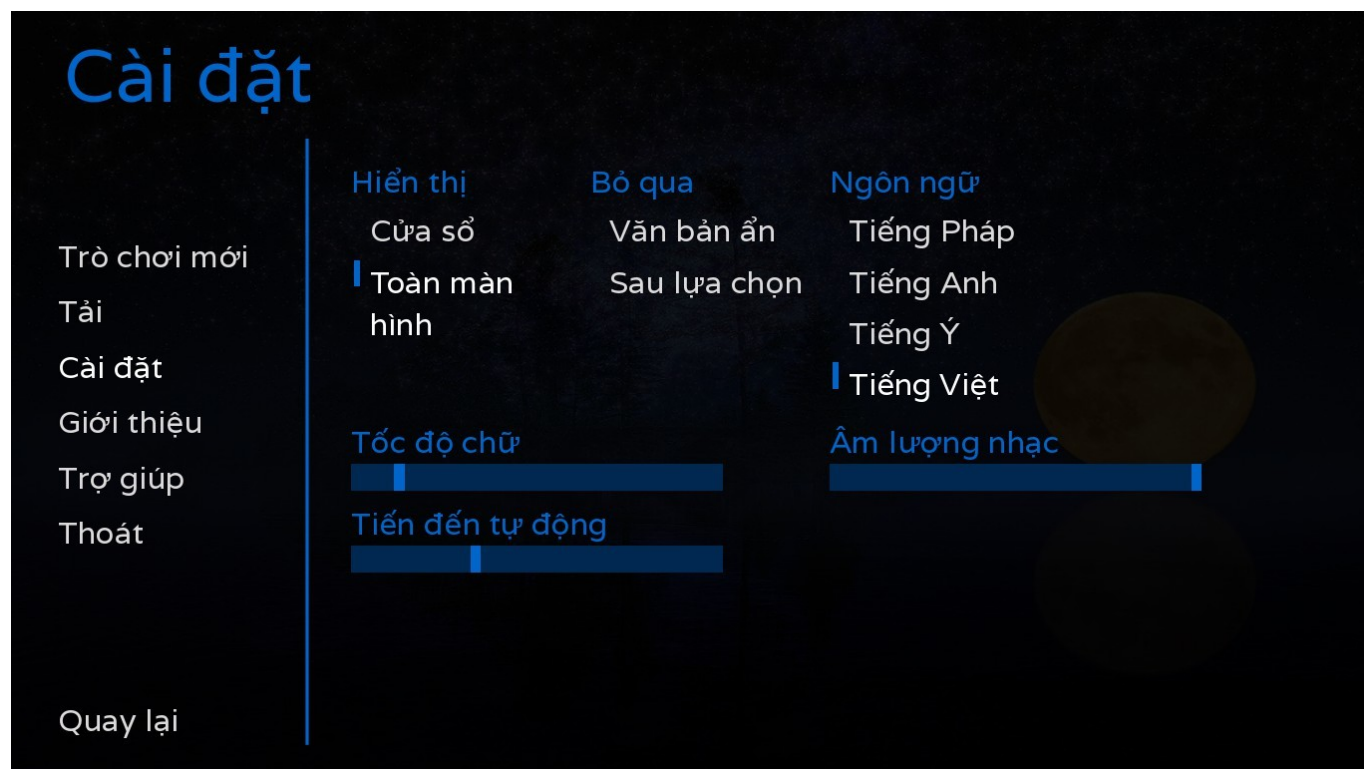 Cài đặt
Trò chơi mới
Tải
Cài đặt
Giới thiệu
Trợ giúp
Thoát
Quay lại
Hiển thị
Cửa sổ
Toàn màn
hình
Bỏ qua
Văn bản ẩn
Sau lựa chọn
Ngôn ngữ
Tiếng Pháp
Tiếng Anh
Tiếng Ý
Tiếng Việt
Tốc độ chữ
Tiến đến tự động
Âm lượng nhạc